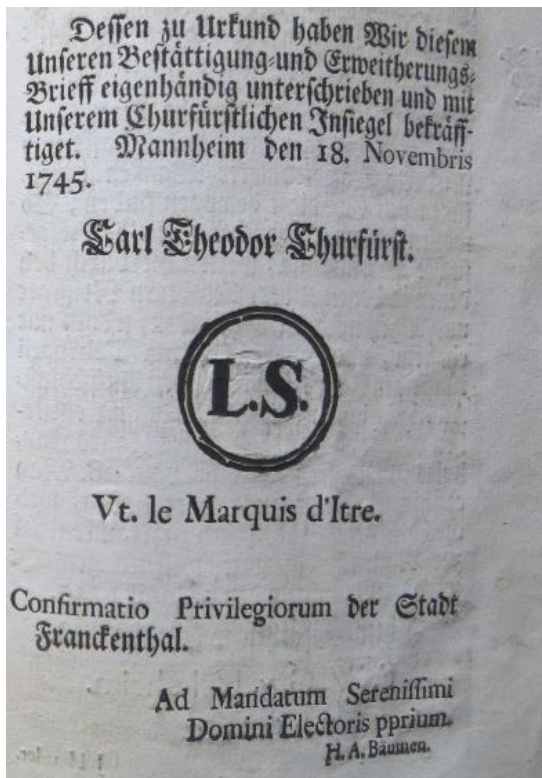 Dessen zu Urkund haben Wir diesem
Unseren Bestättigung-und Erweitherungs-
Brieff eigenhändig unterschrieben und mit
Unserem Churfürstlichen Insiegel bekräff-
tiget. Mannheim den 18. Novembris
1745.
Carl Theodor Churfürst.
L.S.
Vt. le Marquis d'Itre.
Confirmatio Privilegiorum der Stadt
Franckenthal.
Ad Mandatum Serenissimi
Domini Electoris pprium.
H. A. Bäumen.